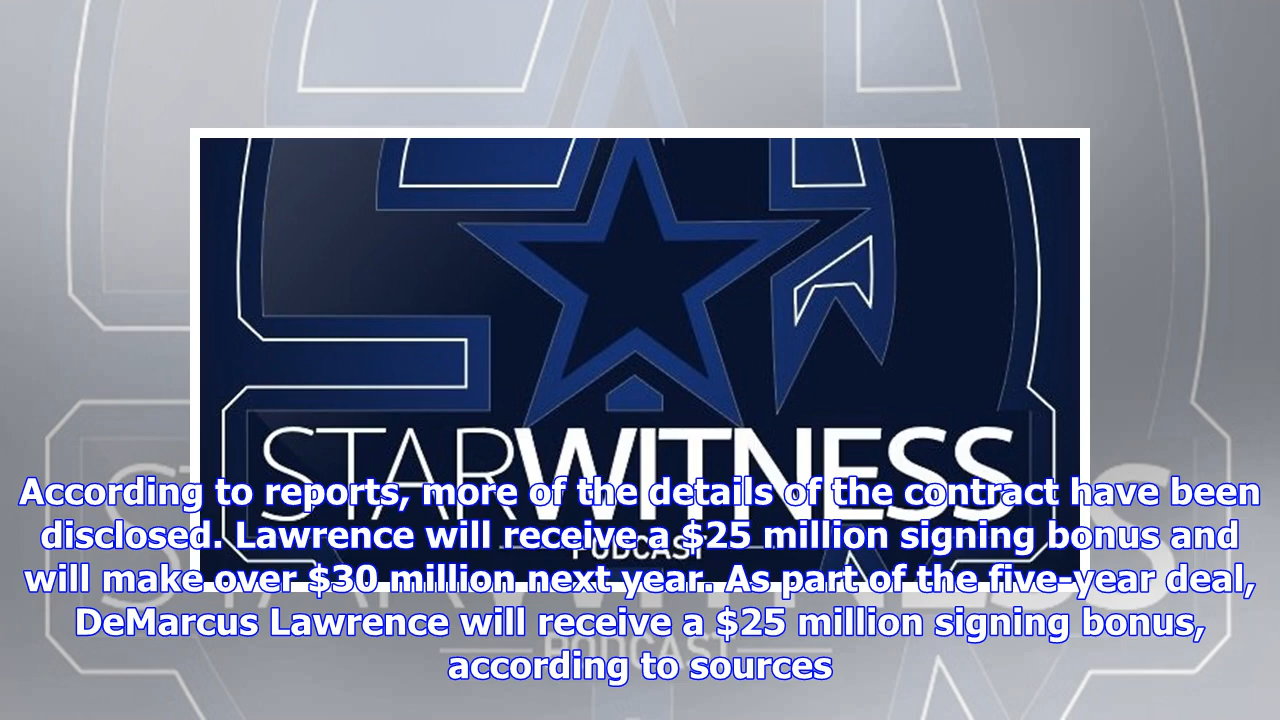 STARWITNESS
PODCAST
According to reports, more of the details of the contract have been
disclosed. Lawrence will receive a $25 million signing bonus and
will make over $30 million next year. As part of the five-year deal,
DeMarcus Lawrence will receive a $25 million signing bonus,
according to sources